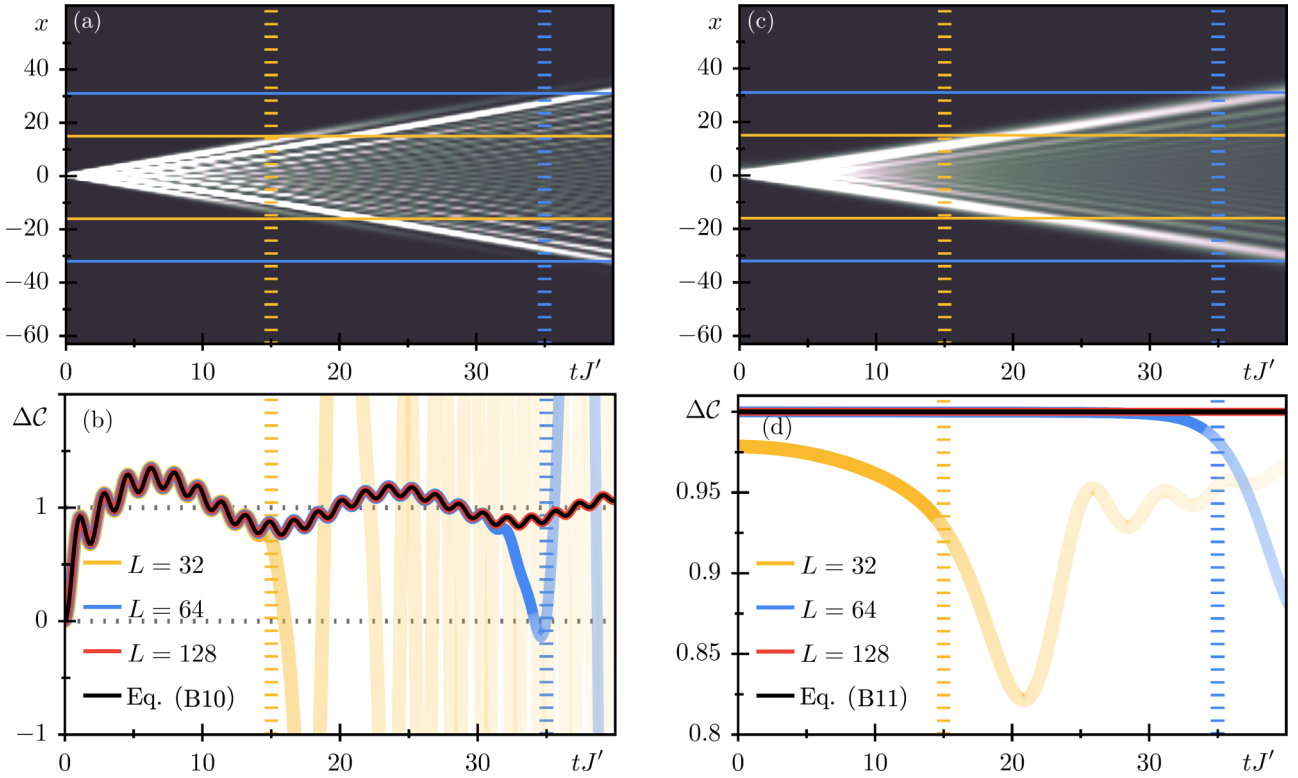 x
(a)
40
20
0
−20
−40
−60
0
10
20
30
tJ′
x
(c)
40
20
0
−20
−40
−60
0
10
20
30
tJ′
ΔC
(b)
1
0
−1
L = 32
L = 64
L = 128
Eq. (B10)
0
10
20
30
tJ′
ΔC
(d)
0.95
0.9
0.85
0.8
L = 32
L = 64
L = 128
Eq. (B11)
0
10
20
30
tJ′